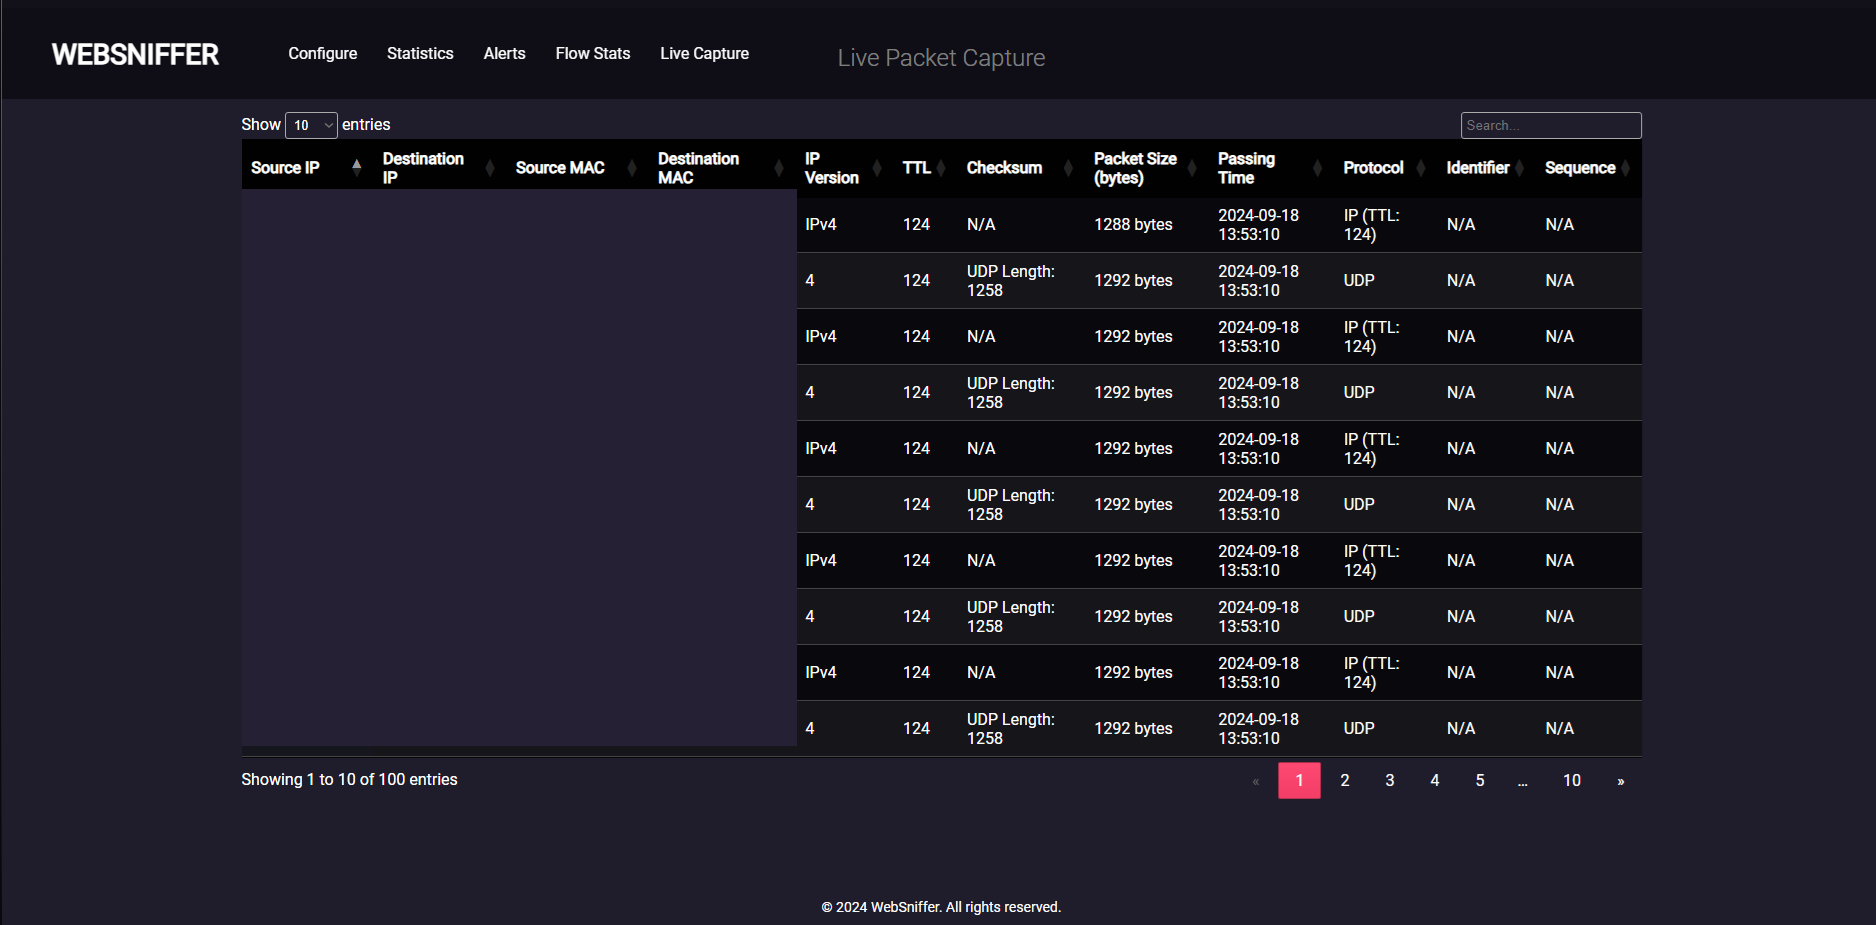 WEBSNIFFER Configure Statistics Alerts Flow Stats Live Capture Live Packet Capture
Show 10 entries Search...
Source IP Destination IP Source MAC Destination MAC IP Version TTL Checksum Packet Size (bytes) Passing Time Protocol Identifier Sequence
IPv4 124 N/A 1288 bytes 2024-09-18 13:53:10 IP (TTL: 124) N/A N/A
4 124 UDP Length: 1258 1292 bytes 2024-09-18 13:53:10 UDP N/A N/A
IPv4 124 N/A 1292 bytes 2024-09-18 13:53:10 IP (TTL: 124) N/A N/A
4 124 UDP Length: 1258 1292 bytes 2024-09-18 13:53:10 UDP N/A N/A
IPv4 124 N/A 1292 bytes 2024-09-18 13:53:10 IP (TTL: 124) N/A N/A
4 124 UDP Length: 1258 1292 bytes 2024-09-18 13:53:10 UDP N/A N/A
IPv4 124 N/A 1292 bytes 2024-09-18 13:53:10 IP (TTL: 124) N/A N/A
4 124 UDP Length: 1258 1292 bytes 2024-09-18 13:53:10 UDP N/A N/A
IPv4 124 N/A 1292 bytes 2024-09-18 13:53:10 IP (TTL: 124) N/A N/A
4 124 UDP Length: 1258 1292 bytes 2024-09-18 13:53:10 UDP N/A N/A
Showing 1 to 10 of 100 entries « 1 2 3 4 5 ... 10 »
© 2024 WebSniffer. All rights reserved.